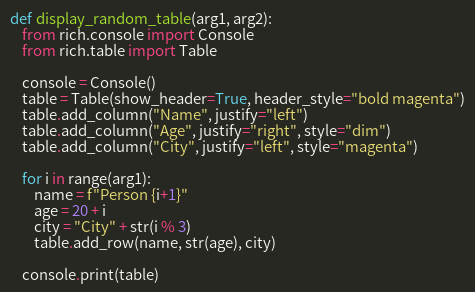 def display_random_table(arg1, arg2):
    from rich.console import Console
    from rich.table import Table

    console = Console()
    table = Table(show_header=True, header_style="bold magenta")
    table.add_column("Name", justify="left")
    table.add_column("Age", justify="right", style="dim")
    table.add_column("City", justify="left", style="magenta")

    for i in range(arg1):
        name = f"Person {i+1}"
        age = 20 + i
        city = "City" + str(i % 3)
        table.add_row(name, str(age), city)

    console.print(table)